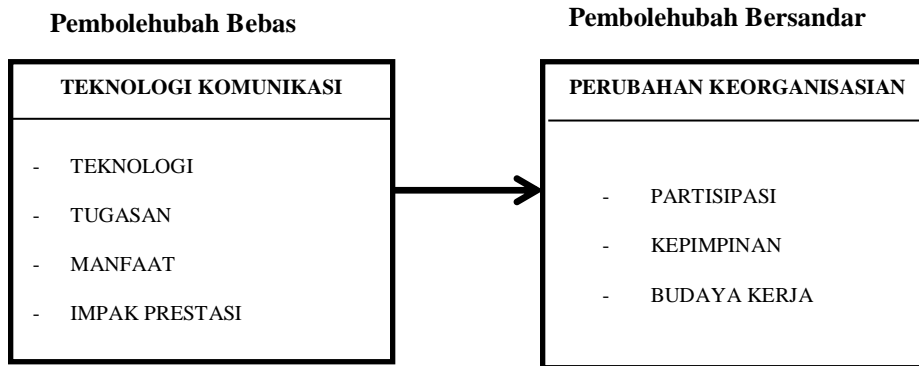 Pembolehubah Bebas
TEKNOLOGI KOMUNIKASI
- TEKNOLOGI
- TUGASAN
- MANFAAT
- IMPAK PRESTASI
Pembolehubah Bersandar
PERUBAHAN KEORGANISASIAN
- PARTISIPASI
- KEPIMPINAN
- BUDAYA KERJA